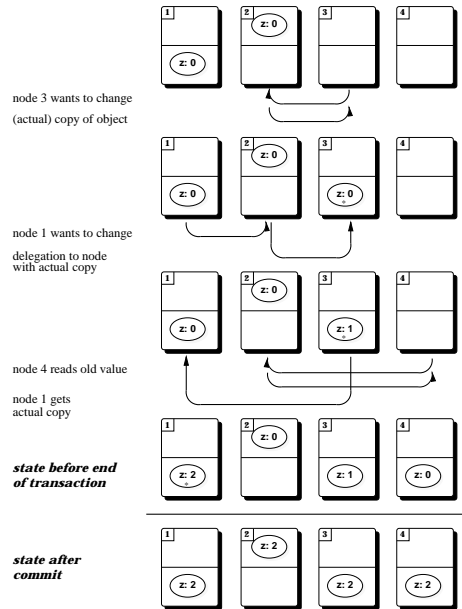 1 2 3 4
z: 0
z: 0
node 3 wants to change
(actual) copy of object
1 2 3 4
z: 0
z: 0 z: 0
node 1 wants to change
delegation to node
with actual copy
1 2 3 4
z: 0
z: 0 z: 1
node 4 reads old value
node 1 gets
actual copy
1 2 3 4
z: 0
state before end
of transaction
z: 2 z: 1 z: 0
1 2 3 4
z: 2
state after
commit
z: 2 z: 2 z: 2